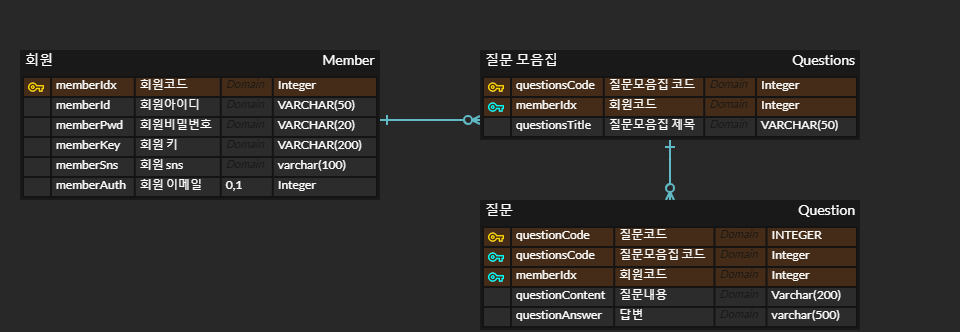 회원 Member
memberIdx 회원코드 Domain Integer
memberId 회원아이디 Domain VARCHAR(50)
memberPwd 회원비밀번호 Domain VARCHAR(20)
memberKey 회원 키 Domain VARCHAR(200)
memberSns 회원 sns Domain varchar(100)
memberAuth 회원 이메일 0,1 Integer
질문 모음집 Questions
questionsCode 질문모음집 코드 Domain Integer
memberIdx 회원코드 Domain Integer
questionsTitle 질문모음집 제목 Domain VARCHAR(50)
질문 Question
questionCode 질문코드 Domain INTEGER
questionsCode 질문모음집 코드 Domain Integer
memberIdx 회원코드 Domain Integer
questionContent 질문내용 Domain Varchar(200)
questionAnswer 답변 Domain varchar(500)